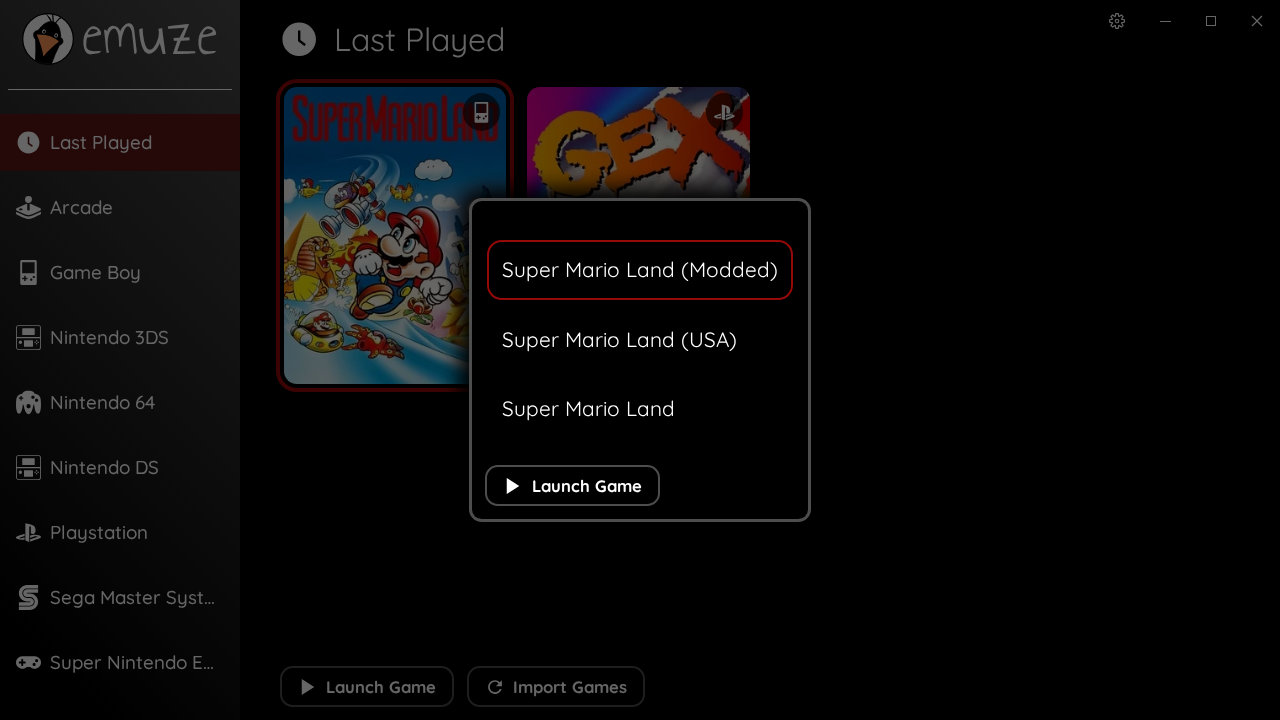 emuze
Last Played
Arcade
Game Boy
Nintendo 3DS
Nintendo 64
Nintendo DS
Playstation
Sega Master Syst...
Super Nintendo E...
Last Played
SUPER MARIO LAND
GEX
Super Mario Land (Modded)
Super Mario Land (USA)
Super Mario Land
Launch Game
Launch Game
Import Games